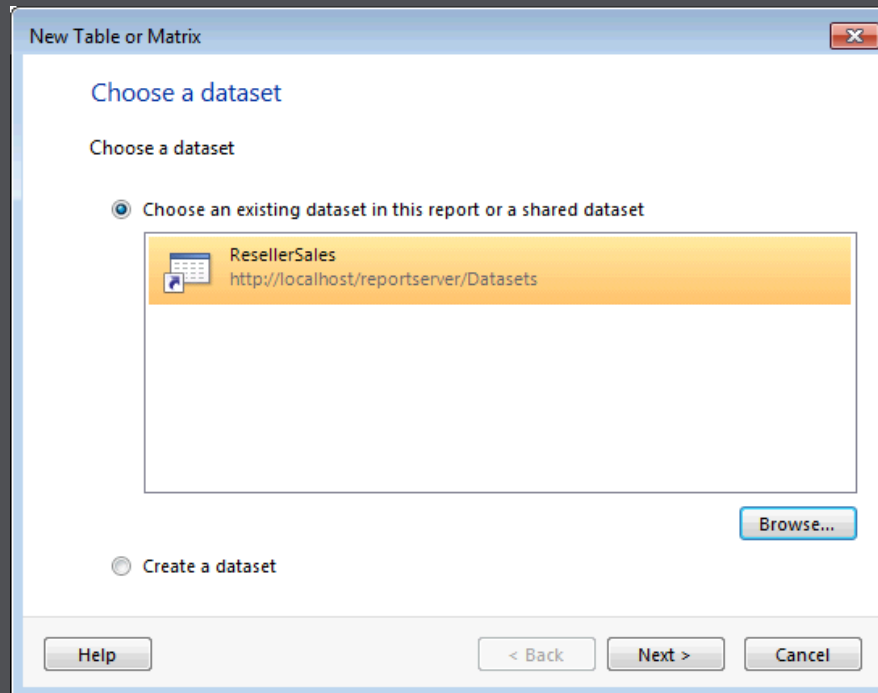 New Table or Matrix
Choose a dataset
Choose a dataset
Choose an existing dataset in this report or a shared dataset
ResellerSales
http://localhost/reportserver/Datasets
Browse...
Create a dataset
Help
< Back
Next >
Cancel